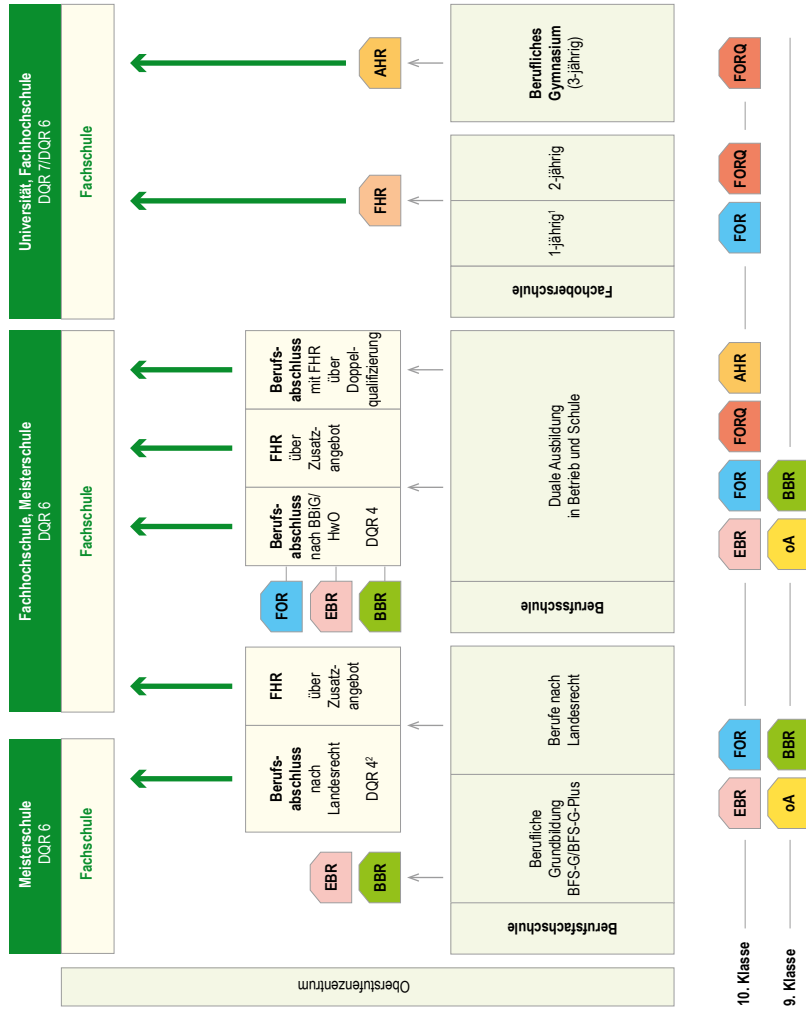 Meisterschule
DQR 6
Fachschule
Fachhochschule, Meisterschule
DQR 6
Fachschule
Universität, Fachhochschule
DQR 7/DQR 6
Fachschule
Oberstufenzentrum
EBR
BBR
Berufs-
abschluss
nach
Landesrecht
DQR 4²
FHR
über
Zusatz-
angebot
FOR
EBR
BBR
Berufs-
abschluss
nach BBiG/
HwO
DQR 4
FHR
über
Zusatz-
angebot
Berufs-
abschluss
mit FHR
über
Doppel-
qualifizierung
FHR
AHR
Berufsfachschule
Berufliche
Grundbildung
BFS-G/BFS-G-Plus
Berufe nach
Landesrecht
Berufsschule
Duale Ausbildung
in Betrieb und Schule
Fachoberschule
1-jährig¹
2-jährig
Berufliches
Gymnasium
(3-jährig)
10. Klasse
EBR
FOR
EBR
FOR
FORQ
AHR
FOR
FORQ
FORQ
9. Klasse
oA
BBR
oA
BBR